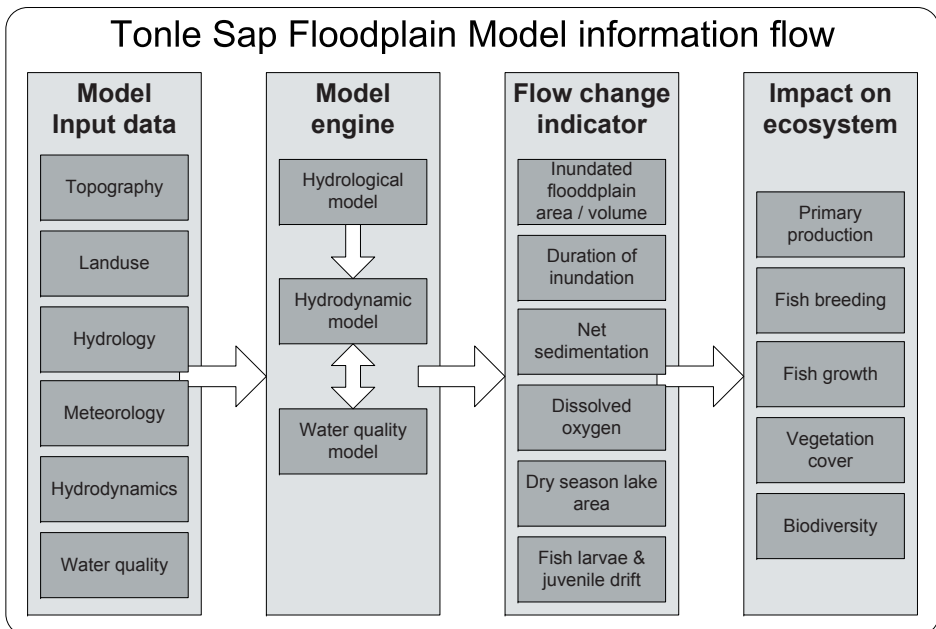 Tonle Sap Floodplain Model information flow
Model
Input data
Topography
Landuse
Hydrology
Meteorology
Hydrodynamics
Water quality
Model
engine
Hydrological
model
Hydrodynamic
model
Water quality
model
Flow change
indicator
Inundated
flooddplain
area / volume
Duration of
inundation
Net
sedimentation
Dissolved
oxygen
Dry season lake
area
Fish larvae &
juvenile drift
Impact on
ecosystem
Primary
production
Fish breeding
Fish growth
Vegetation
cover
Biodiversity